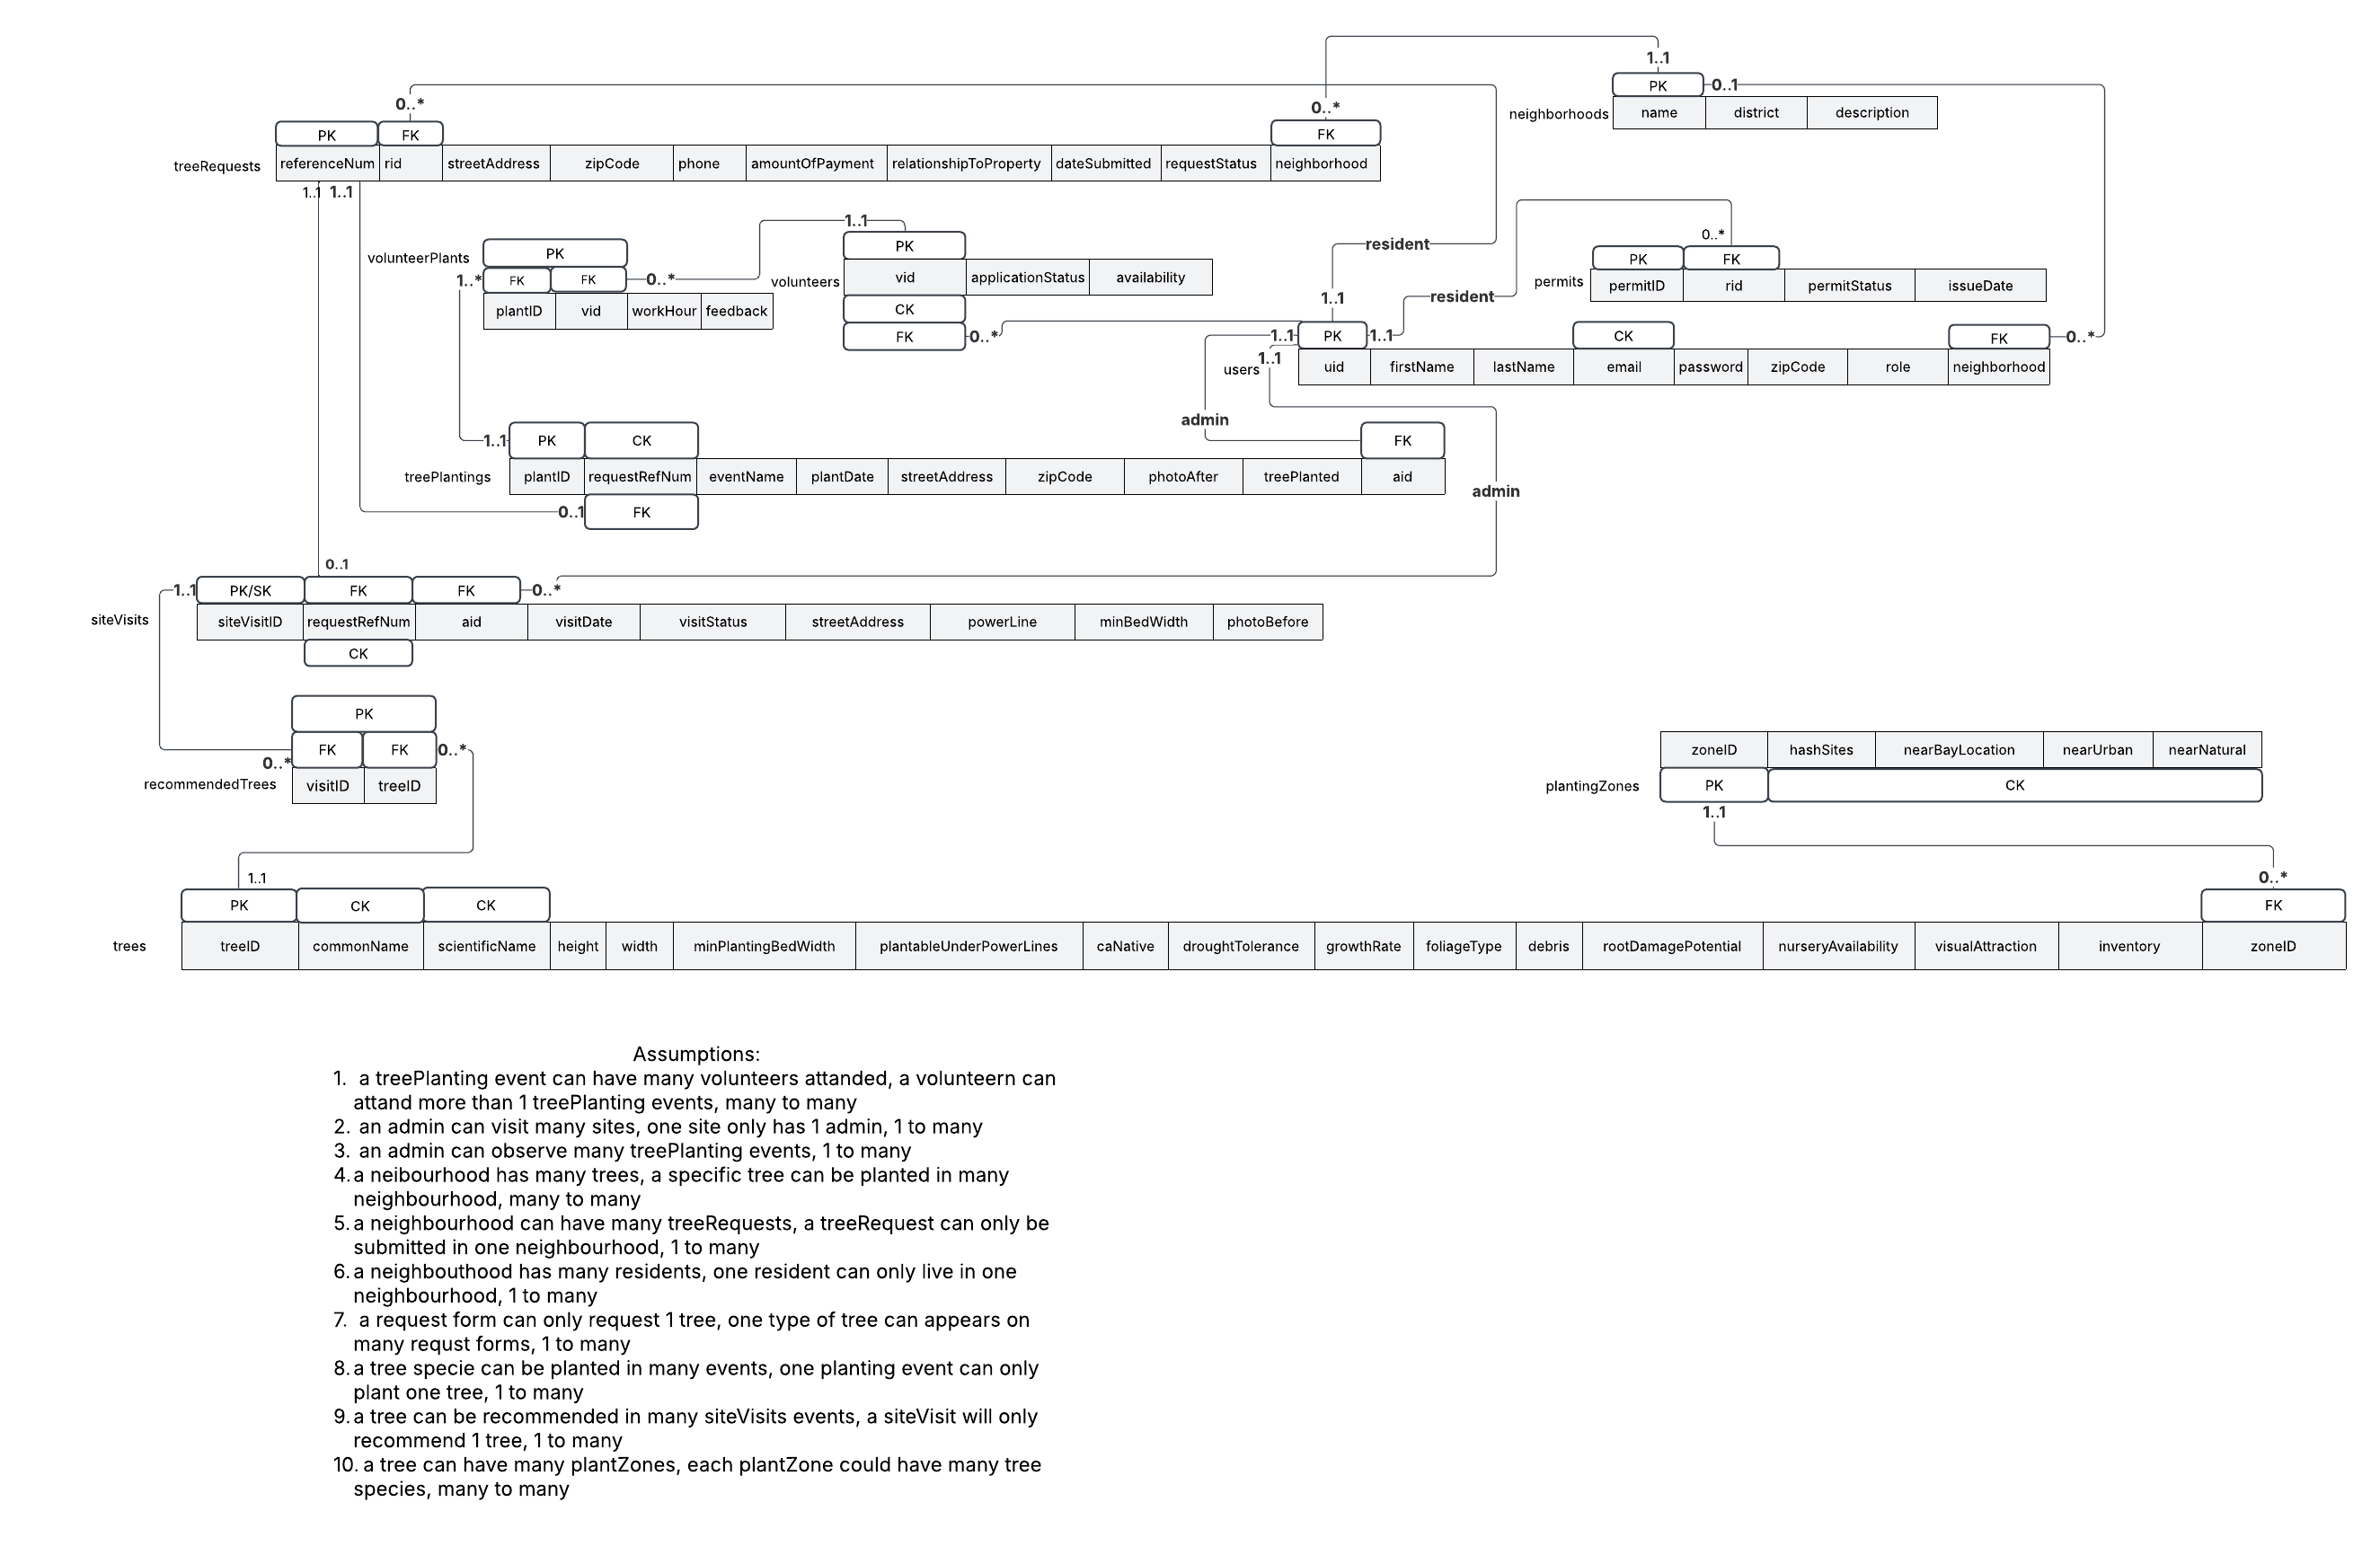 1..1
PK
0..1
neighborhoods
name district description
0..*
0..*
PK FK
FK
treeRequests
referenceNum rid streetAddress zipCode phone amountOfPayment relationshipToProperty dateSubmitted requestStatus neighborhood
1..1 1..1
volunteerPlants
PK
1..*
FK FK
0..*
plantID vid workHour feedback
1..1
PK
volunteers
vid applicationStatus availability
CK
FK
0..*
resident
1..1
resident
0..*
PK FK
permits
permitID rid permitStatus issueDate
1..1
PK
1..1
CK
FK
0..*
1..1
users
uid firstName lastName email password zipCode role neighborhood
admin
1..1
PK CK
FK
treePlantings
plantID requestRefNum eventName plantDate streetAddress zipCode photoAfter treePlanted aid
0..1
FK
admin
0..1
1..1
PK/SK FK FK
0..*
siteVisits
siteVisitID requestRefNum aid visitDate visitStatus streetAddress powerLine minBedWidth photoBefore
CK
PK
FK FK
0..*
0..*
recommendedTrees
visitID treeID
zoneID hashSites nearBayLocation nearUrban nearNatural
plantingZones
PK CK
1..1
1..1
0..*
PK CK CK
FK
trees
treeID commonName scientificName height width minPlantingBedWidth plantableUnderPowerLines caNative droughtTolerance growthRate foliageType debris rootDamagePotential nurseryAvailability visualAttraction inventory zoneID
Assumptions:
1. a treePlanting event can have many volunteers attanded, a volunteern can
attand more than 1 treePlanting events, many to many
2. an admin can visit many sites, one site only has 1 admin, 1 to many
3. an admin can observe many treePlanting events, 1 to many
4. a neibourhood has many trees, a specific tree can be planted in many
neighbourhood, many to many
5. a neighbourhood can have many treeRequests, a treeRequest can only be
submitted in one neighbourhood, 1 to many
6. a neighbouthood has many residents, one resident can only live in one
neighbourhood, 1 to many
7. a request form can only request 1 tree, one type of tree can appears on
many requst forms, 1 to many
8. a tree specie can be planted in many events, one planting event can only
plant one tree, 1 to many
9. a tree can be recommended in many siteVisits events, a siteVisit will only
recommend 1 tree, 1 to many
10. a tree can have many plantZones, each plantZone could have many tree
species, many to many